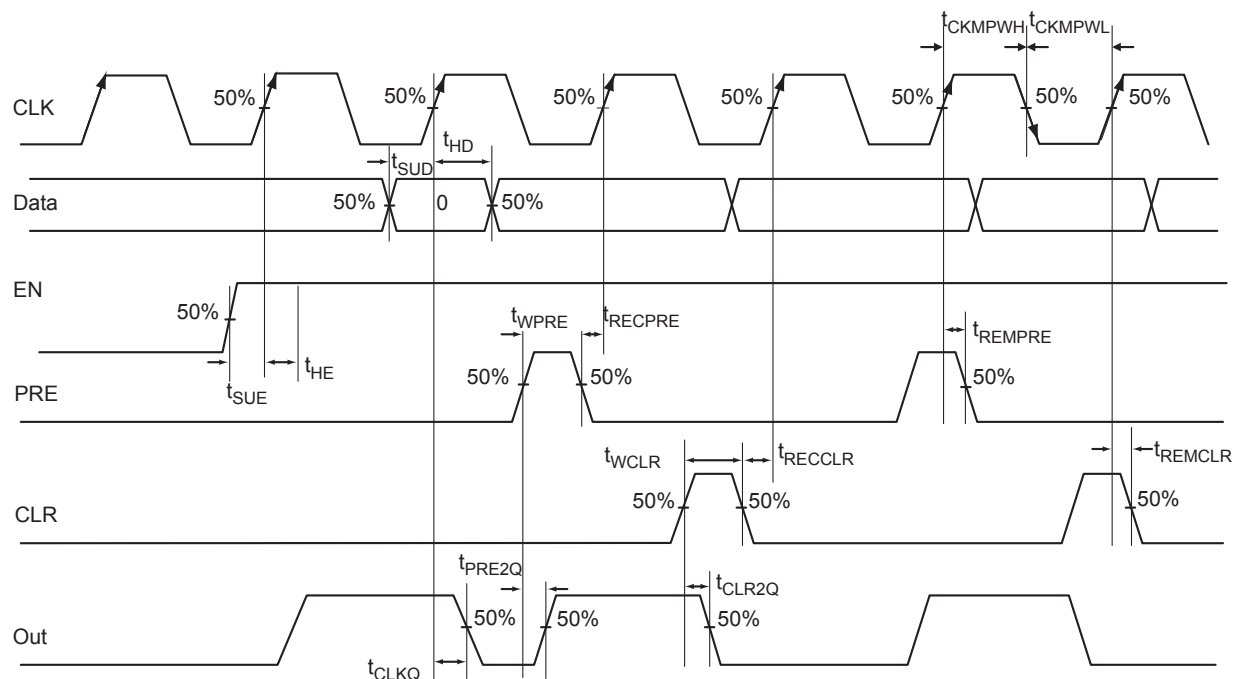 tCKMPWH tCKMPWL
CLK 50% 50% 50% 50% 50% 50% 50%
tSUD tHD
Data 50% 0 50%
EN
50%
tSUE tHE
tWPRE tRECPRE tREMPRE
PRE 50% 50% 50%
tWCLR tRECCLR tREMCLR
CLR 50% 50% 50%
tPRE2Q tCLR2Q
Out 50% 50% 50%
tCLKQ